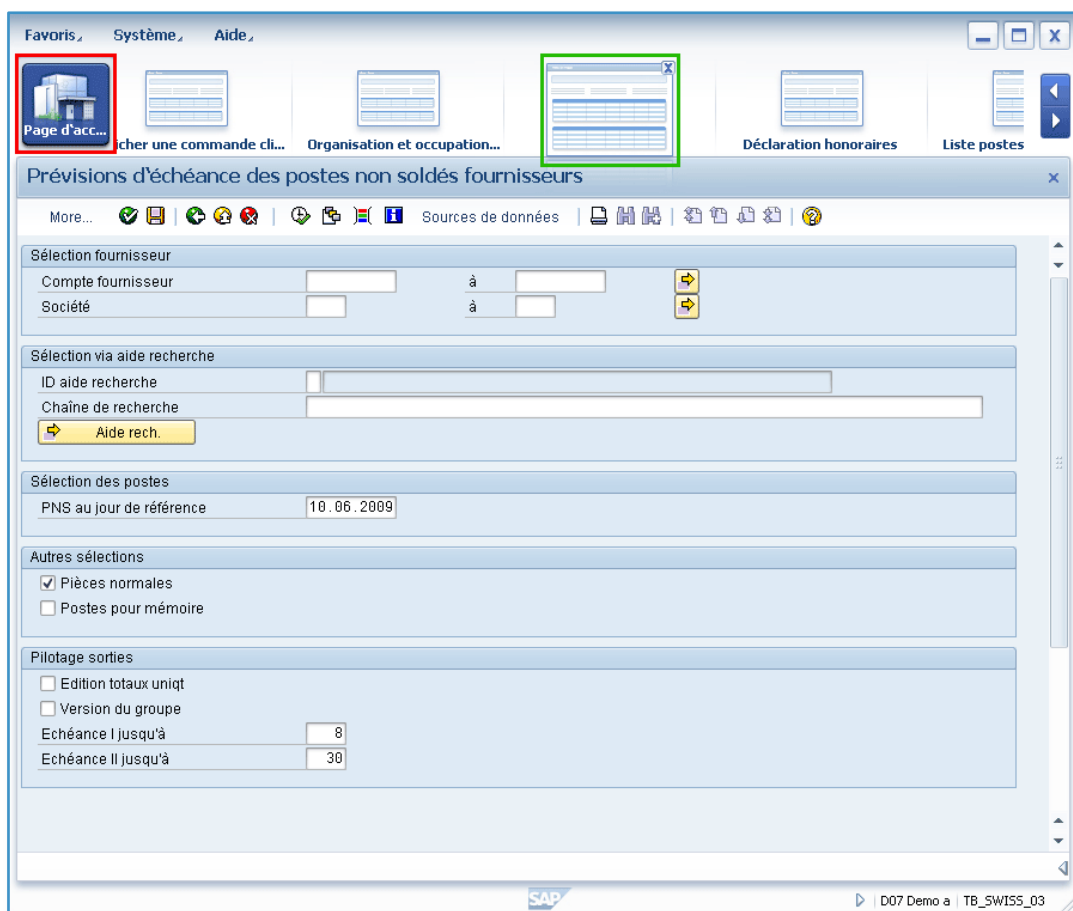 Favoris Système Aide
Page d'acc... icher une commande cli... Organisation et occupation... Déclaration honoraires Liste postes
Prévisions d'échéance des postes non soldés fournisseurs
More... Sources de données
Sélection fournisseur
Compte fournisseur à
Société à
Sélection via aide recherche
ID aide recherche
Chaîne de recherche
Aide rech.
Sélection des postes
PNS au jour de référence 10.06.2009
Autres sélections
Pièces normales
Postes pour mémoire
Pilotage sorties
Edition totaux uniqt
Version du groupe
Echéance I jusqu'à 8
Echéance II jusqu'à 30
SAP D07 Demo a TB_SWISS_03